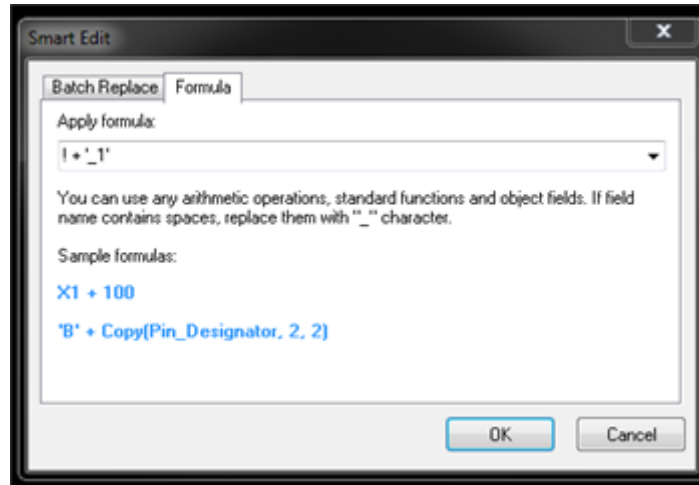 Smart Edit
Batch Replace
Formula
Apply formula:
! + '_1'
You can use any arithmetic operations, standard functions and object fields. If field
name contains spaces, replace them with "_" character.
Sample formulas:
X1 + 100
'B' + Copy(Pin_Designator, 2, 2)
OK
Cancel